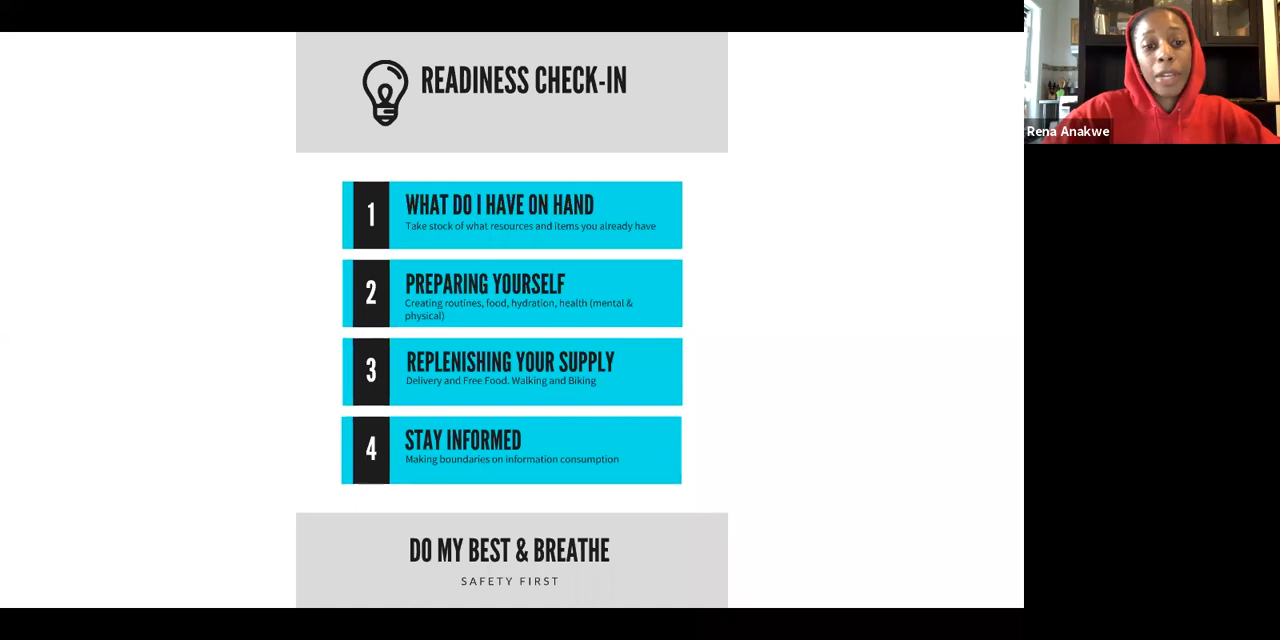 READINESS CHECK-IN
1
WHAT DO I HAVE ON HAND
Take stock of what resources and items you already have
2
PREPARING YOURSELF
Creating routines, food, hydration, health (mental &
physical)
3
REPLENISHING YOUR SUPPLY
Delivery and Free Food. Walking and Biking
4
STAY INFORMED
Making boundaries on information consumption
DO MY BEST & BREATHE
SAFETY FIRST
Rena Anakwe